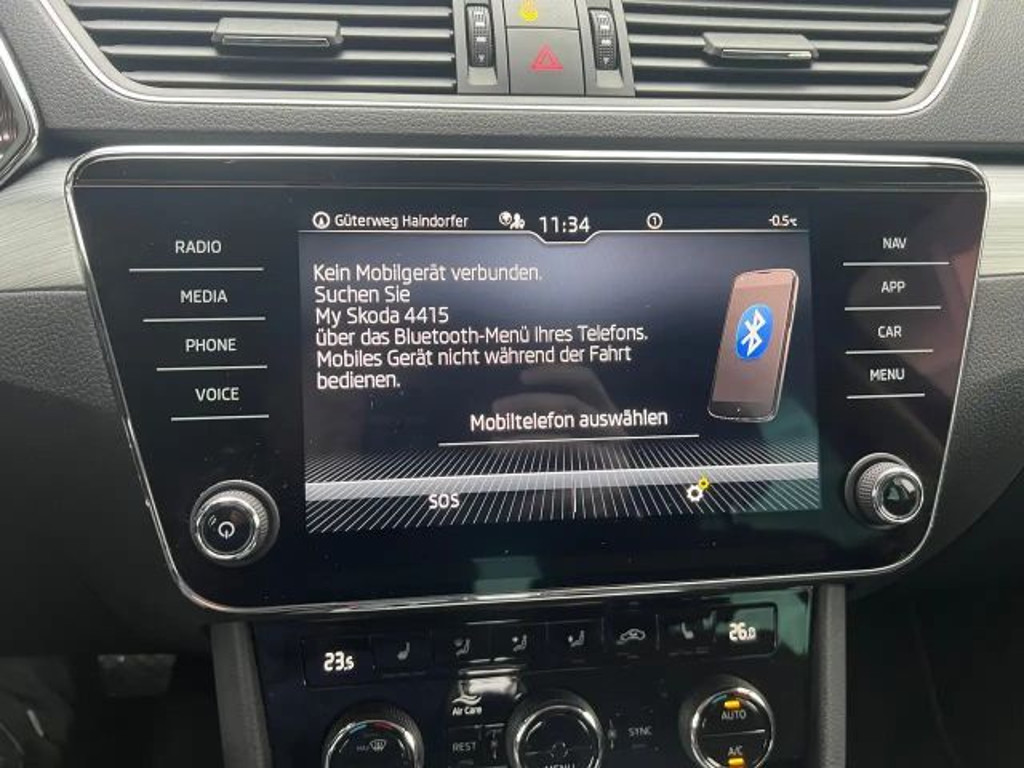 Güterweg Haindorfer 11:34 1 -0.5°C
RADIO
MEDIA
PHONE
VOICE
Kein Mobilgerät verbunden.
Suchen Sie
My Skoda 4415
über das Bluetooth-Menü Ihres Telefons.
Mobiles Gerät nicht während der Fahrt
bedienen.
Mobiltelefon auswählen
SOS
NAV
APP
CAR
MENU
23.5
26.0
Air Care
REST
MENU
SYNC
AUTO
A/C